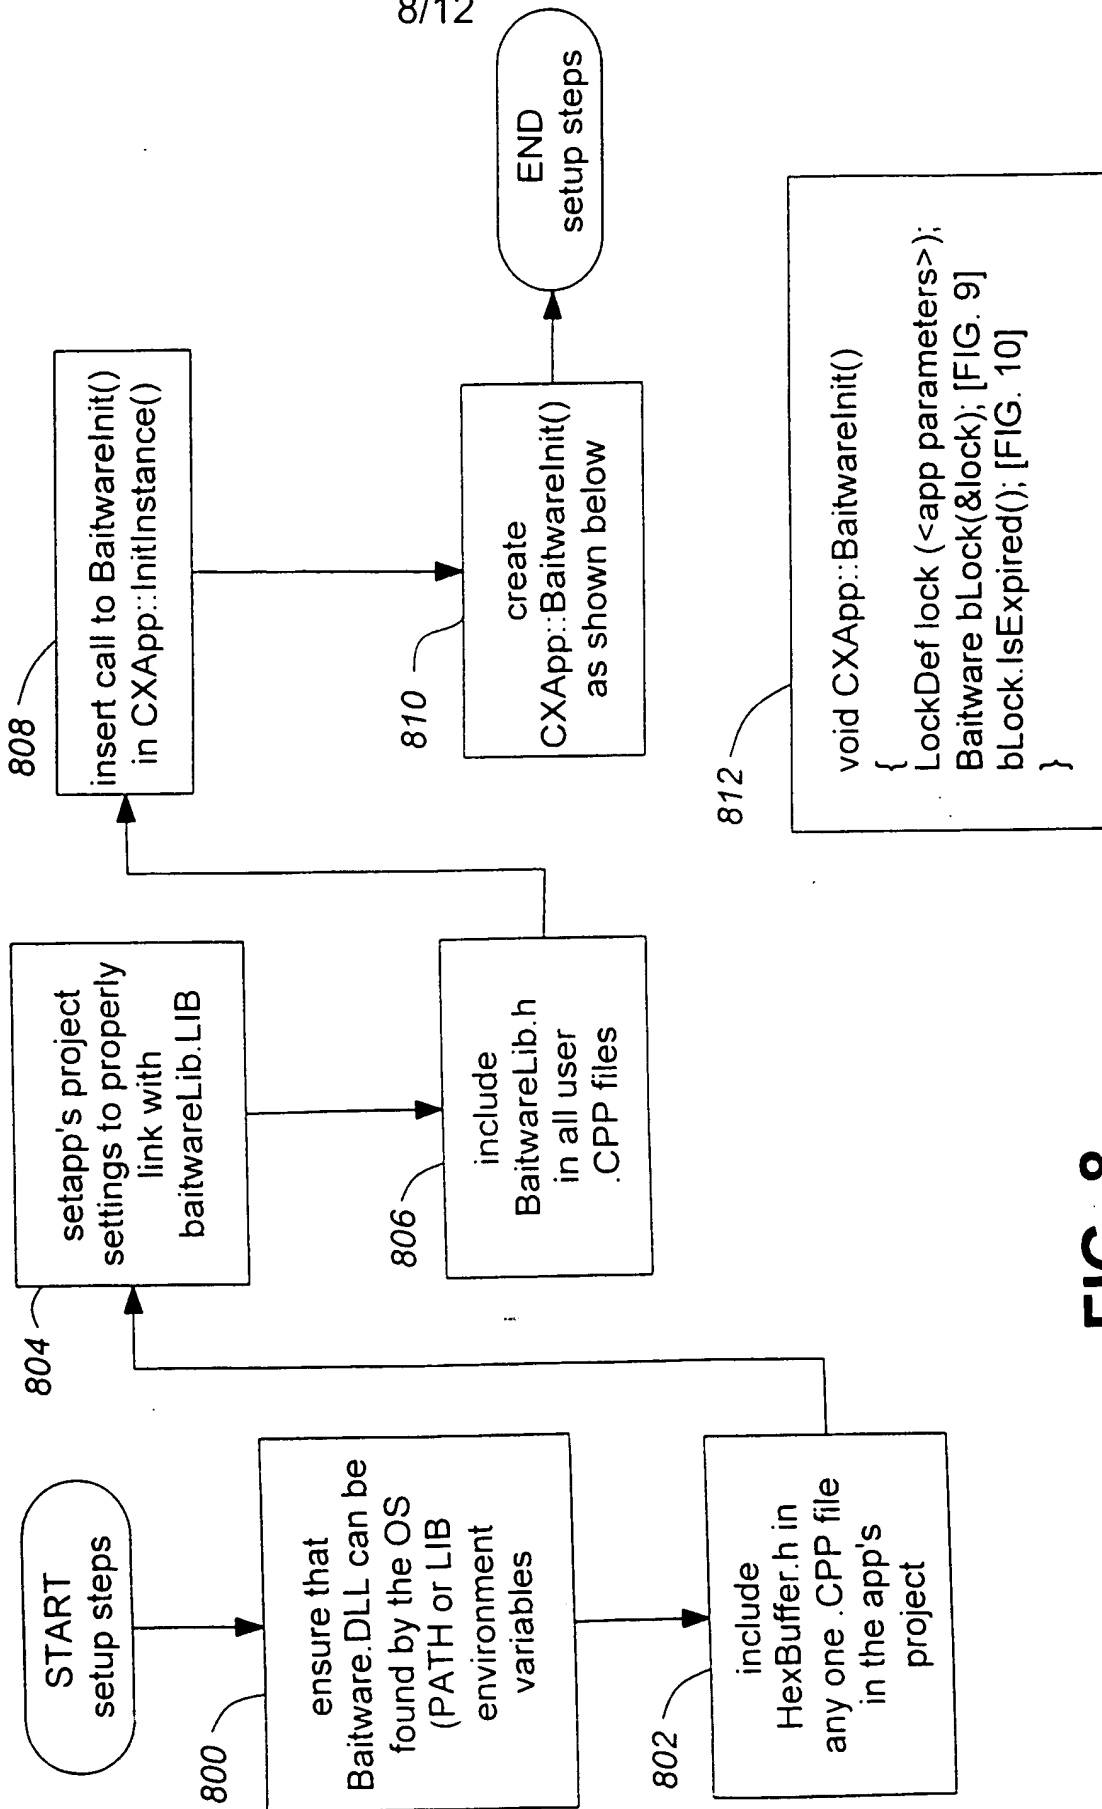 8/12
START
setup steps
800
ensure that
Baitware.DLL can be
found by the OS
(PATH or LIB
environment
variables
802
include
HexBuffer.h in
any one .CPP file
in the app's
project
804
setapp's project
settings to properly
link with
baitwareLib.LIB
806
include
BaitwareLib.h
in all user
.CPP files
808
insert call to BaitwareInit()
in CXApp::InitInstance()
810
create
CXApp::BaitwareInit()
as shown below
END
setup steps
812
void CXApp::BaitwareInit()
{
LockDef lock (<app parameters>);
Baitware bLock(&lock); [FIG. 9]
bLock.IsExpired(); [FIG. 10]
}
FIG. 8